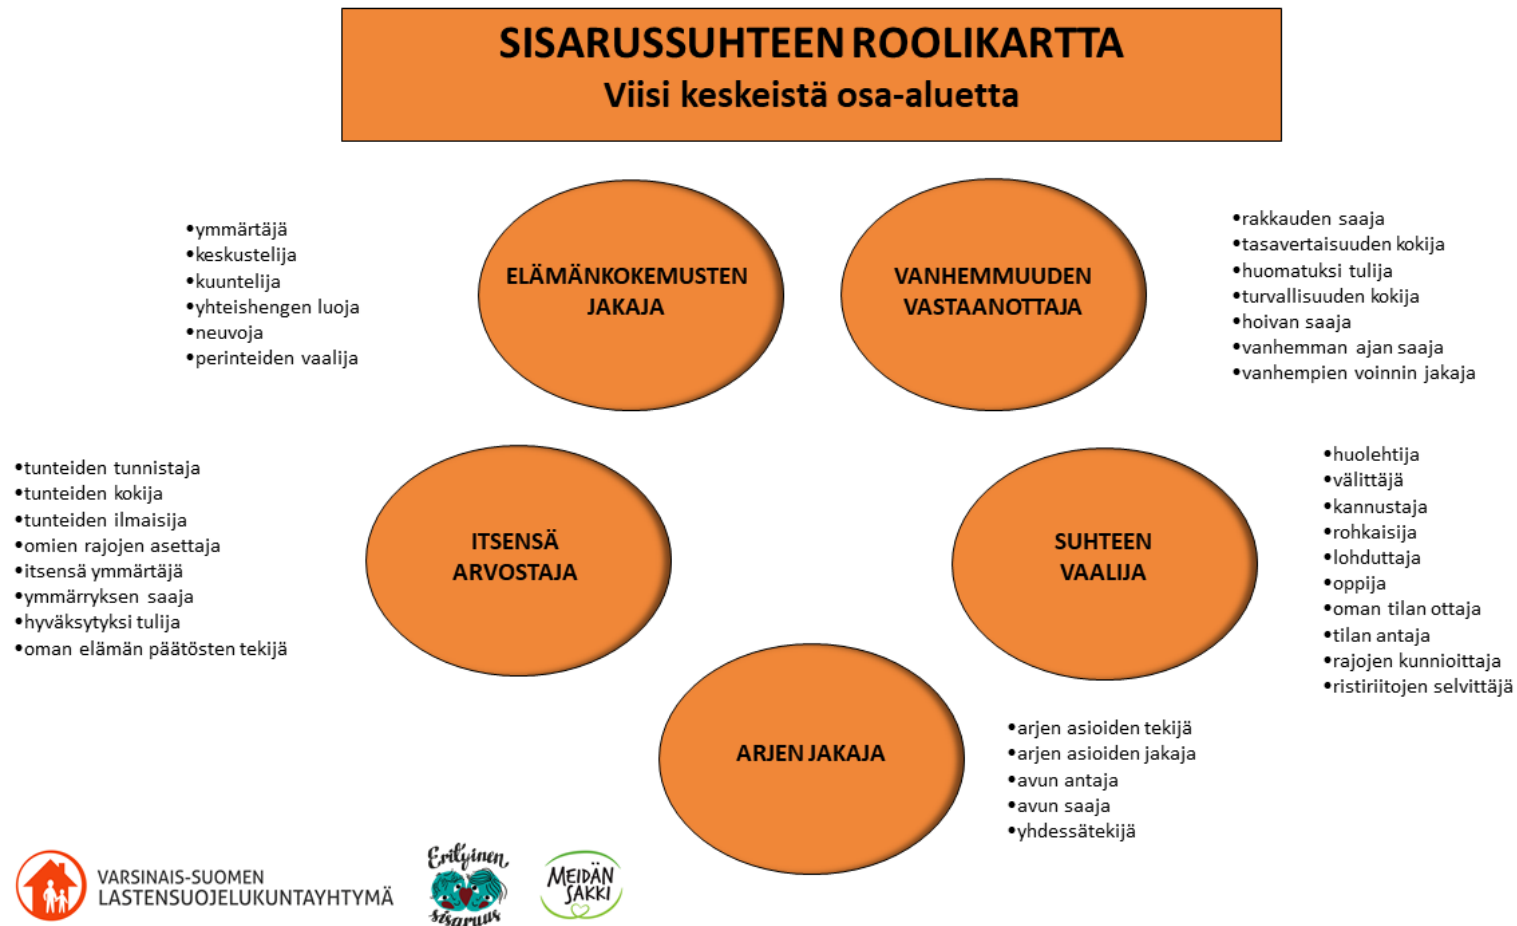 SISARUSSUHTEEN ROOLIKARTTA
Viisi keskeistä osa-aluetta
•ymmärtäjä
•keskustelija
•kuuntelija
•yhteishengen luoja
•neuvoja
•perinteiden vaalija
ELÄMÄNKOKEMUSTEN
JAKAJA
VANHEMMUUDEN
VASTAANOTTAJA
•rakkauden saaja
•tasavertaisuuden kokija
•huomatuksi tulija
•turvallisuuden kokija
•hoivan saaja
•vanhemman ajan saaja
•vanhempien voinnin jakaja
•tunteiden tunnistaja
•tunteiden kokija
•tunteiden ilmaisija
•omien rajojen asettaja
•itsensä ymmärtäjä
•ymmärryksen saaja
•hyväksytyksi tulija
•oman elämän päätösten tekijä
ITSENSÄ
ARVOSTAJA
SUHTEEN
VAALIJA
•huolehtija
•välittäjä
•kannustaja
•rohkaisija
•lohduttaja
•oppija
•oman tilan ottaja
•tilan antaja
•rajojen kunnioittaja
•ristiriitojen selvittäjä
ARJEN JAKAJA
•arjen asioiden tekijä
•arjen asioiden jakaja
•avun antaja
•avun saaja
•yhdessätekijä
VARSINAIS-SUOMEN
LASTENSUOJELUKUNTAYHTYMÄ
Erityinen
sisaruus
MEIDÄN
SAKKI